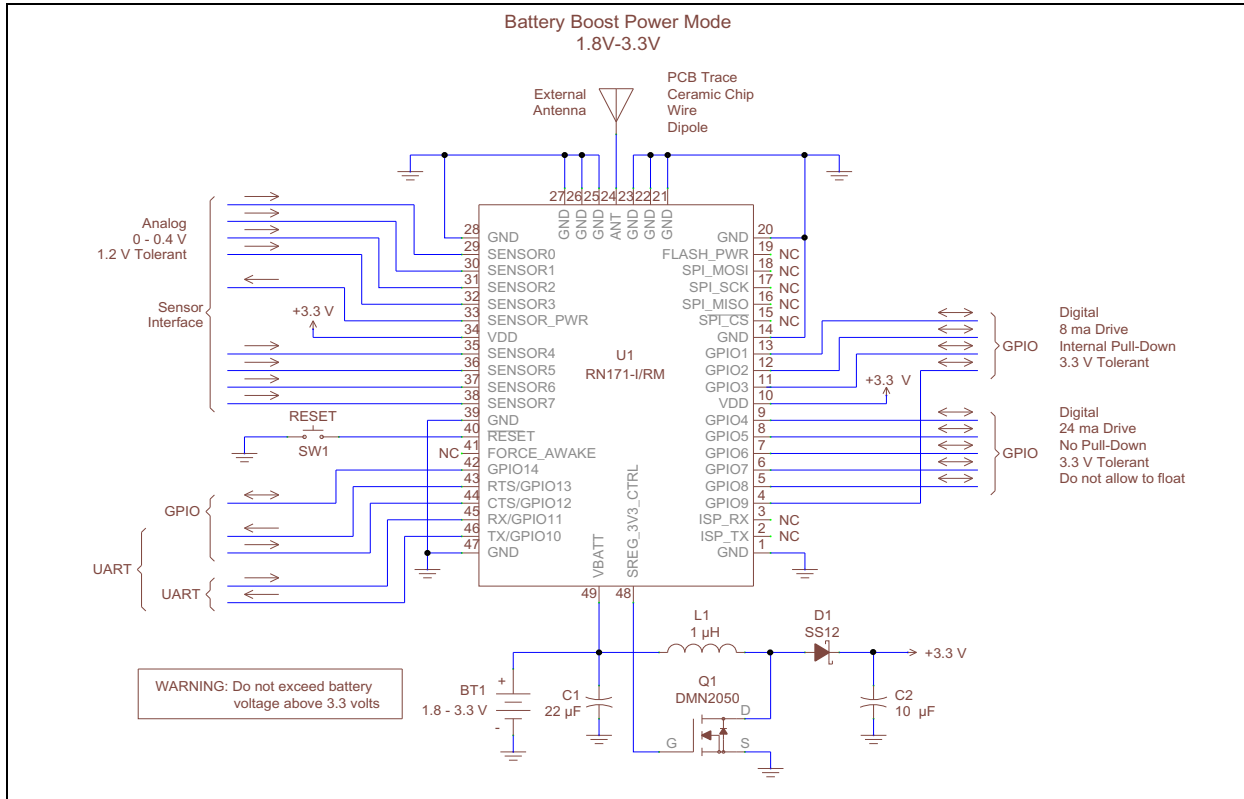 Battery Boost Power Mode
1.8V-3.3V
External
Antenna
PCB Trace
Ceramic Chip
Wire
Dipole
27 26 25 24 23 22 21
GND
GND
GND
ANT
GND
GND
GND
Analog
0 - 0.4 V
1.2 V Tolerant
Sensor
Interface
+3.3 V
28 GND
29 SENSOR0
30 SENSOR1
31 SENSOR2
32 SENSOR3
33 SENSOR_PWR
34 VDD
35 SENSOR4
36 SENSOR5
37 SENSOR6
38 SENSOR7
39 GND
40 RESET
41 FORCE_AWAKE
42 GPIO14
43 RTS/GPIO13
44 CTS/GPIO12
45 RX/GPIO11
46 TX/GPIO10
47 GND
RESET
SW1
NC
GPIO
UART
UART
U1
RN171-I/RM
GND 20
FLASH_PWR 19 NC
SPI_MOSI 18 NC
SPI_SCK 17 NC
SPI_MISO 16 NC
SPI_CS 15 NC
GND 14
GPIO1 13
GPIO2 12
GPIO3 11
VDD 10
GPIO4 9
GPIO5 8
GPIO6 7
GPIO7 6
GPIO8 5
GPIO9 4
ISP_RX 3 NC
ISP_TX 2 NC
GND 1
+3.3 V
GPIO
Digital
8 ma Drive
Internal Pull-Down
3.3 V Tolerant
GPIO
Digital
24 ma Drive
No Pull-Down
3.3 V Tolerant
Do not allow to float
VBATT
SREG_3V3_CTRL
49 48
L1
1 µH
D1
SS12
+3.3 V
Q1
DMN2050
D
G
S
C2
10 µF
C1
22 µF
+
BT1
1.8 - 3.3 V
-
WARNING: Do not exceed battery
voltage above 3.3 volts